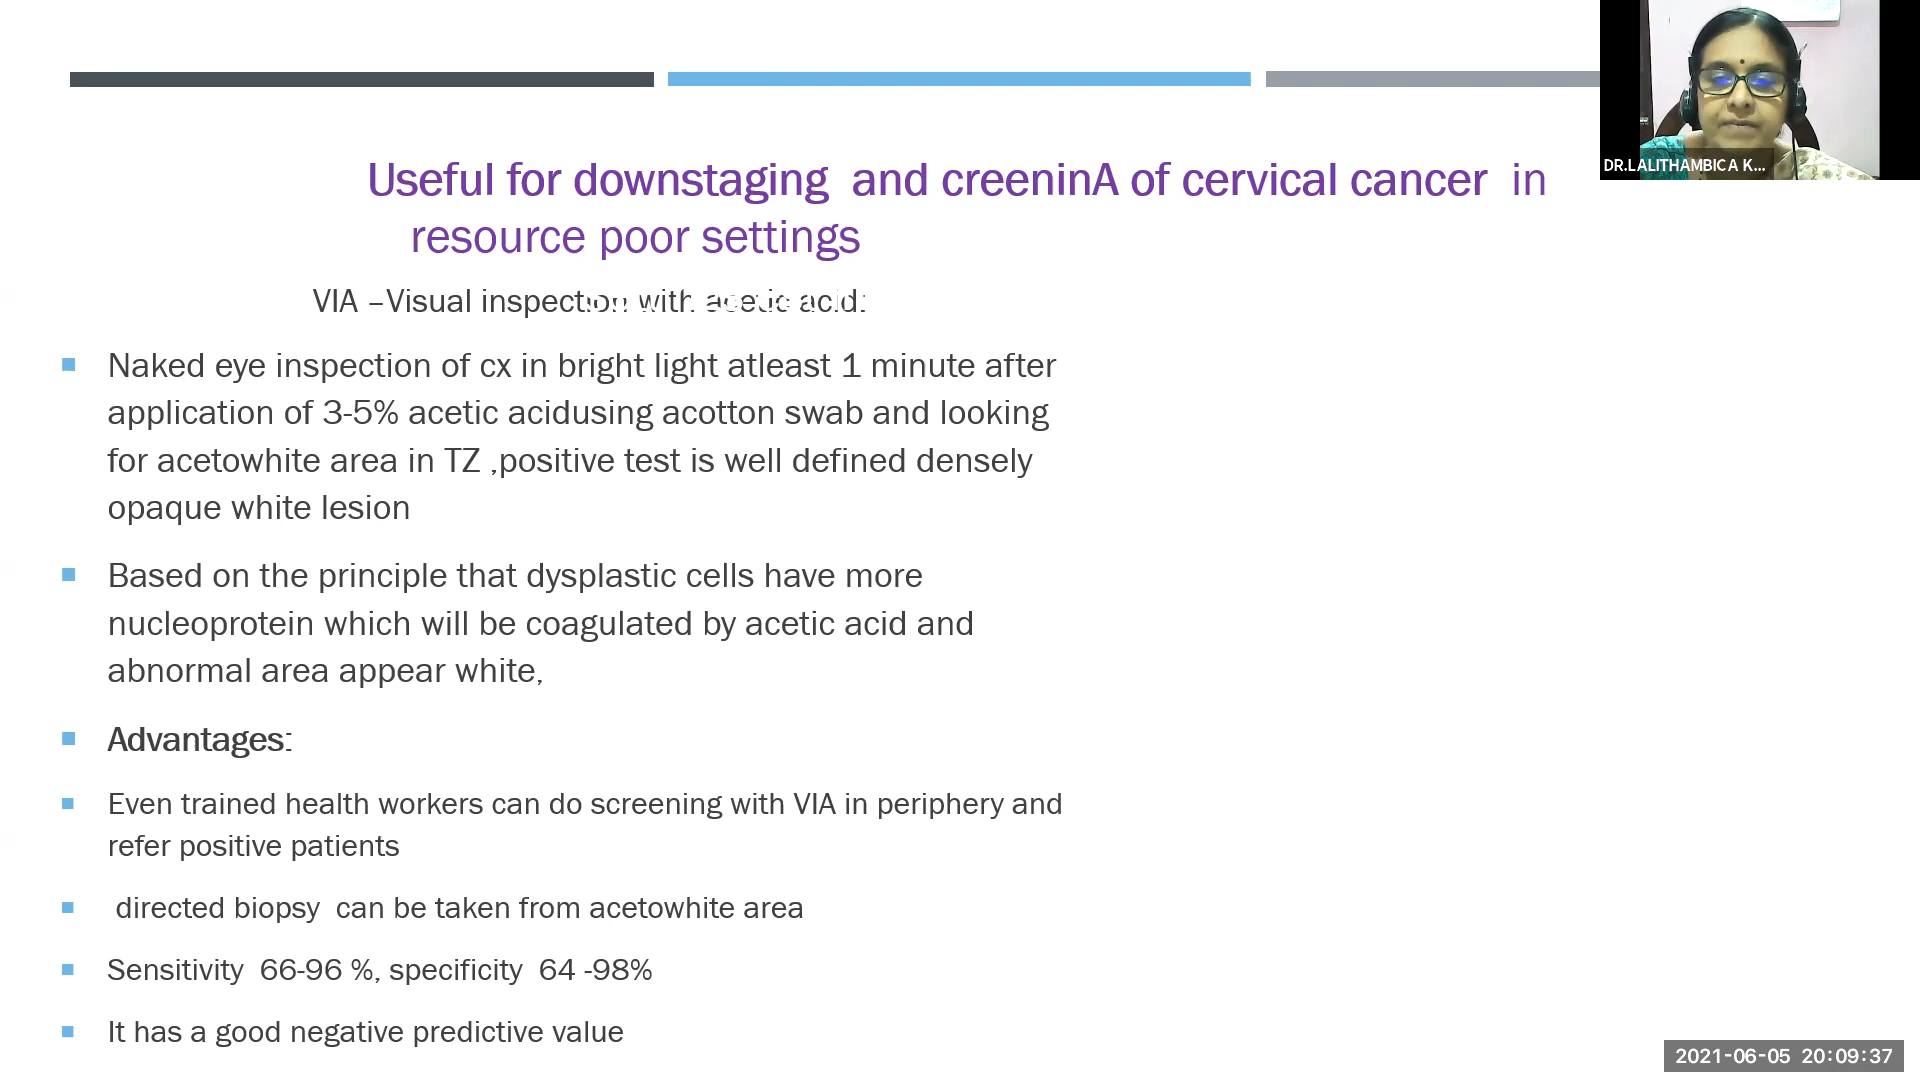 Useful for downstaging and creeninA of cervical cancer in
resource poor settings
VIA –Visual inspection with acetic acid:
Naked eye inspection of cx in bright light atleast 1 minute after
application of 3-5% acetic acidusing acotton swab and looking
for acetowhite area in TZ ,positive test is well defined densely
opaque white lesion
Based on the principle that dysplastic cells have more
nucleoprotein which will be coagulated by acetic acid and
abnormal area appear white,
Advantages:
Even trained health workers can do screening with VIA in periphery and
refer positive patients
directed biopsy can be taken from acetowhite area
Sensitivity 66-96 %, specificity 64 -98%
It has a good negative predictive value
DR.LALITHAMBICA K...
2021-06-05 20:09:37